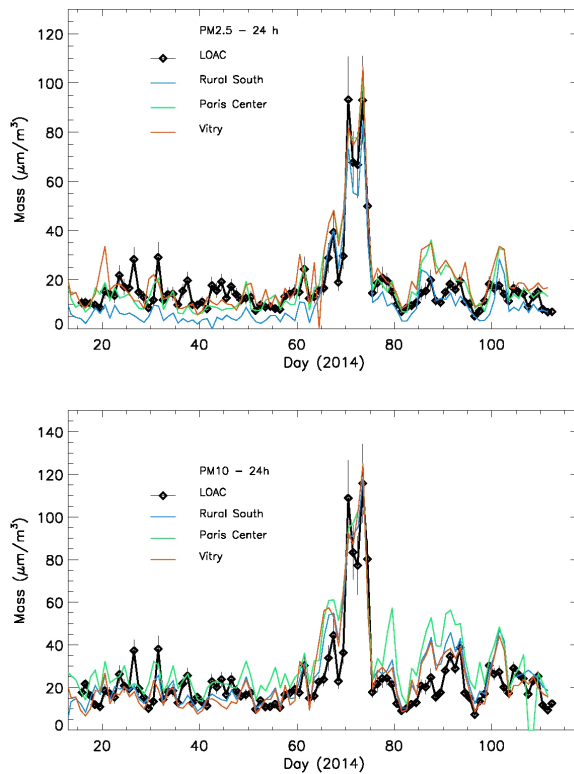 PM2.5 – 24 h
LOAC
Rural South
Paris Center
Vitry
120
100
80
60
40
20
0
Mass (μm/m³)
20 40 60 80 100
Day (2014)
PM10 – 24h
LOAC
Rural South
Paris Center
Vitry
140
120
100
80
60
40
20
0
Mass (μm/m³)
20 40 60 80 100
Day (2014)